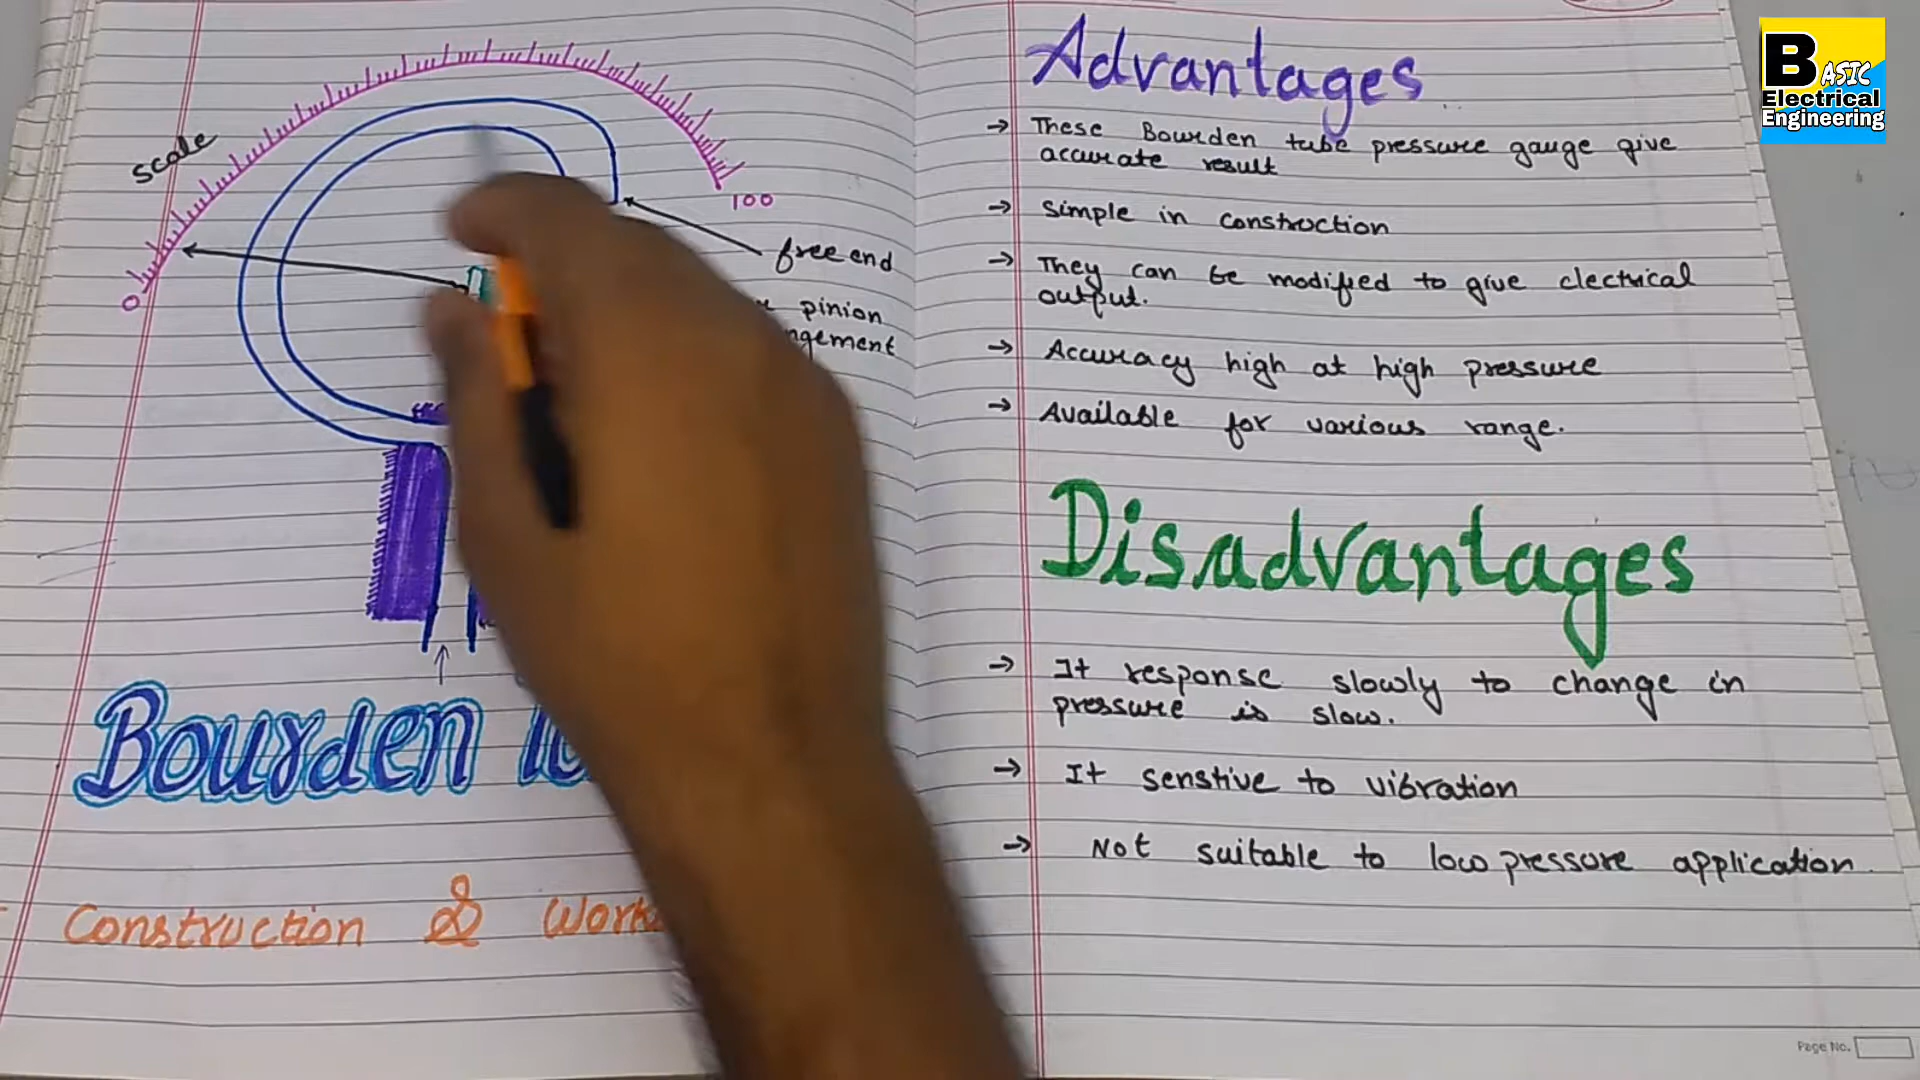 scale
0
100
free end
pinion
Bourden
Construction & Work
Advantages
→ These Bourden tube pressure gauge give
accurate result
→ Simple in construction
→ They can be modified to give electrical
output.
→ Accuracy high at high pressure
→ Available for various range.
Disadvantages
→ It response slowly to change in
pressure is slow.
→ It senstive to vibration
→ Not suitable to low pressure application.
Page No.
BASIC
Electrical
Engineering